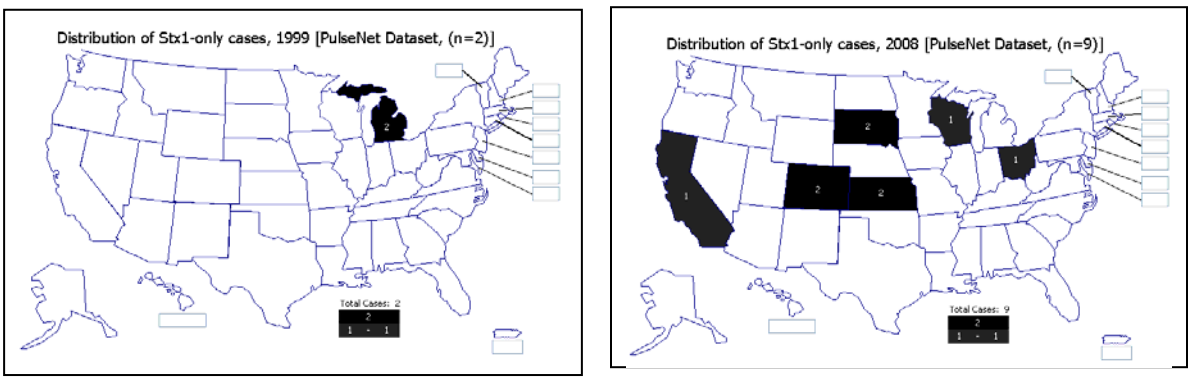 Distribution of Stx1-only cases, 1999 [PulseNet Dataset, (n=2)]
2
Total Cases: 2
2
1 - 1
Distribution of Stx1-only cases, 2008 [PulseNet Dataset, (n=9)]
2
1
1
1
2
2
Total Cases: 9
2
1 - 1